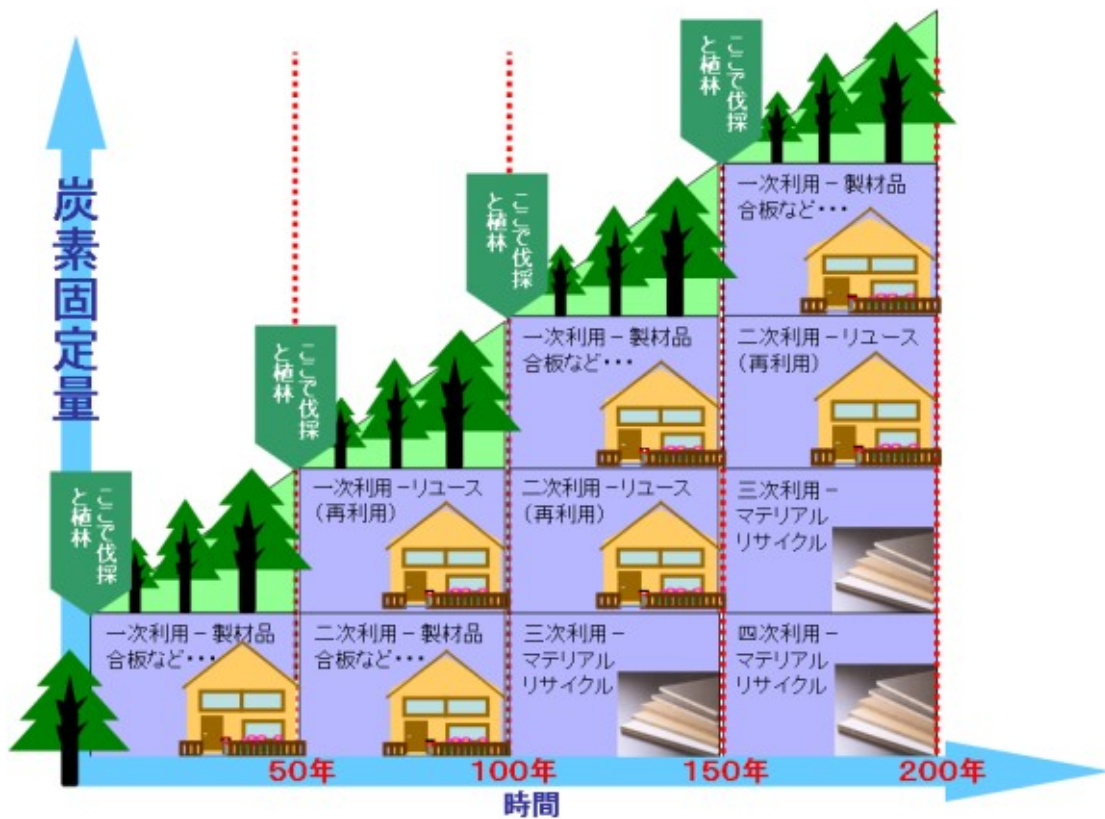 炭素固定量
ここで伐採
と植林
ここで伐採
と植林
ここで伐採
と植林
ここで伐採
と植林
一次利用－製材品
合板など・・・
一次利用－製材品
合板など・・・
二次利用－リユース
（再利用）
一次利用－リユース
（再利用）
二次利用－リユース
（再利用）
三次利用－
マテリアル
リサイクル
一次利用－製材品
合板など・・・
二次利用－製材品
合板など・・・
三次利用－
マテリアル
リサイクル
四次利用－
マテリアル
リサイクル
50年
100年
150年
200年
時間